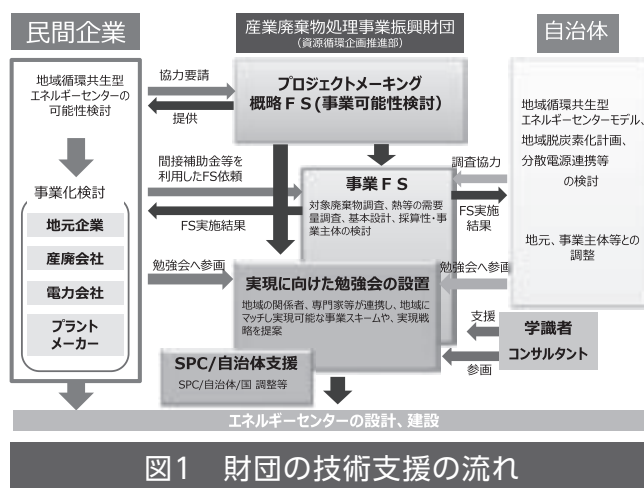 民間企業
産業廃棄物処理事業振興財団
(資源循環企画推進部)
自治体
地域循環共生型
エネルギーセンターの
可能性検討
事業化検討
地元企業
産廃会社
電力会社
プラント
メーカー
協力要請
提供
間接補助金等を
利用したFS依頼
FS実施結果
勉強会へ参画
プロジェクトメーキング
概略FS(事業可能性検討)
事業FS
対象廃棄物調査、熱等の需要
量調査、基本設計、採算性・事
業主体の検討
実現に向けた勉強会の設置
地域の関係者、専門家等が連携し、地域に
マッチし実現可能な事業スキームや、実現戦
略を提案
SPC/自治体支援
SPC/自治体/国 調整等
調査協力
FS実施
結果
勉強会へ参画
地域循環共生型
エネルギーセンターモデル、
地域脱炭素化計画、
分散電源連携等
の検討
地元、事業主体等との
調整
支援
参画
学識者
コンサルタント
エネルギーセンターの設計、建設
図1 財団の技術支援の流れ